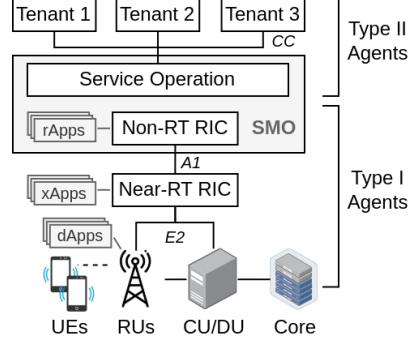 Tenant 1 Tenant 2 Tenant 3
CC
Type II
Agents
Service Operation
rApps Non-RT RIC SMO
A1
xApps Near-RT RIC
Type I
Agents
dApps E2
UEs RUs CU/DU Core